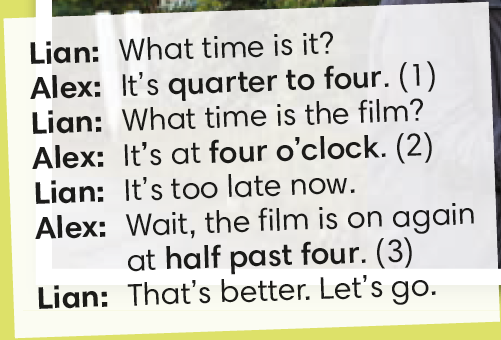 Lian: What time is it?
Alex: It's quarter to four. (1)
Lian: What time is the film?
Alex: It's at four o'clock. (2)
Lian: It's too late now.
Alex: Wait, the film is on again
at half past four. (3)
Lian: That's better. Let's go.